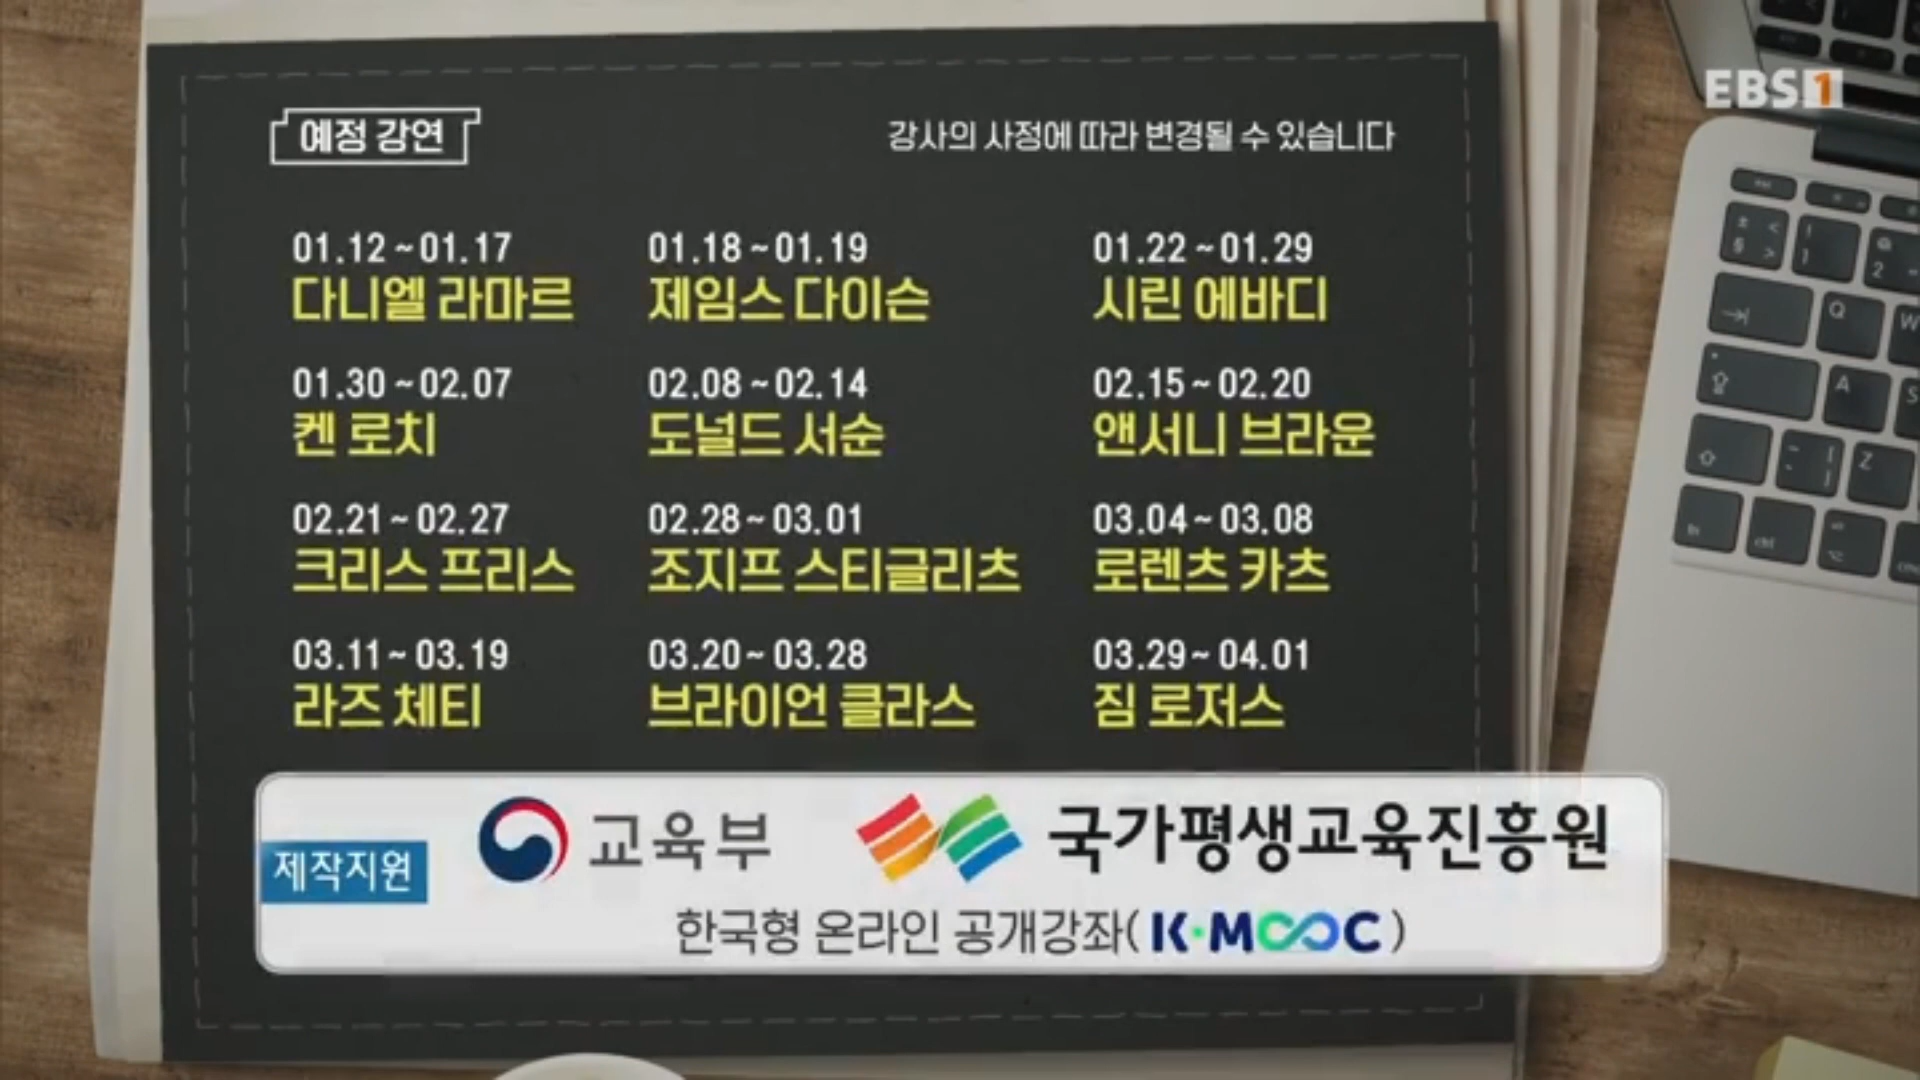 EBS1
예정 강연
강사의 사정에 따라 변경될 수 있습니다
01.12~01.17
다니엘 라마르
01.18~01.19
제임스 다이슨
01.22~01.29
시린 에바디
01.30~02.07
켄 로치
02.08~02.14
도널드 서순
02.15~02.20
앤서니 브라운
02.21~02.27
크리스 프리스
02.28~03.01
조지프 스티글리츠
03.04~03.08
로렌츠 카츠
03.11~03.19
라즈 체티
03.20~03.28
브라이언 클라스
03.29~04.01
짐 로저스
제작지원
교육부
국가평생교육진흥원
한국형 온라인 공개강좌(K·MOOC)